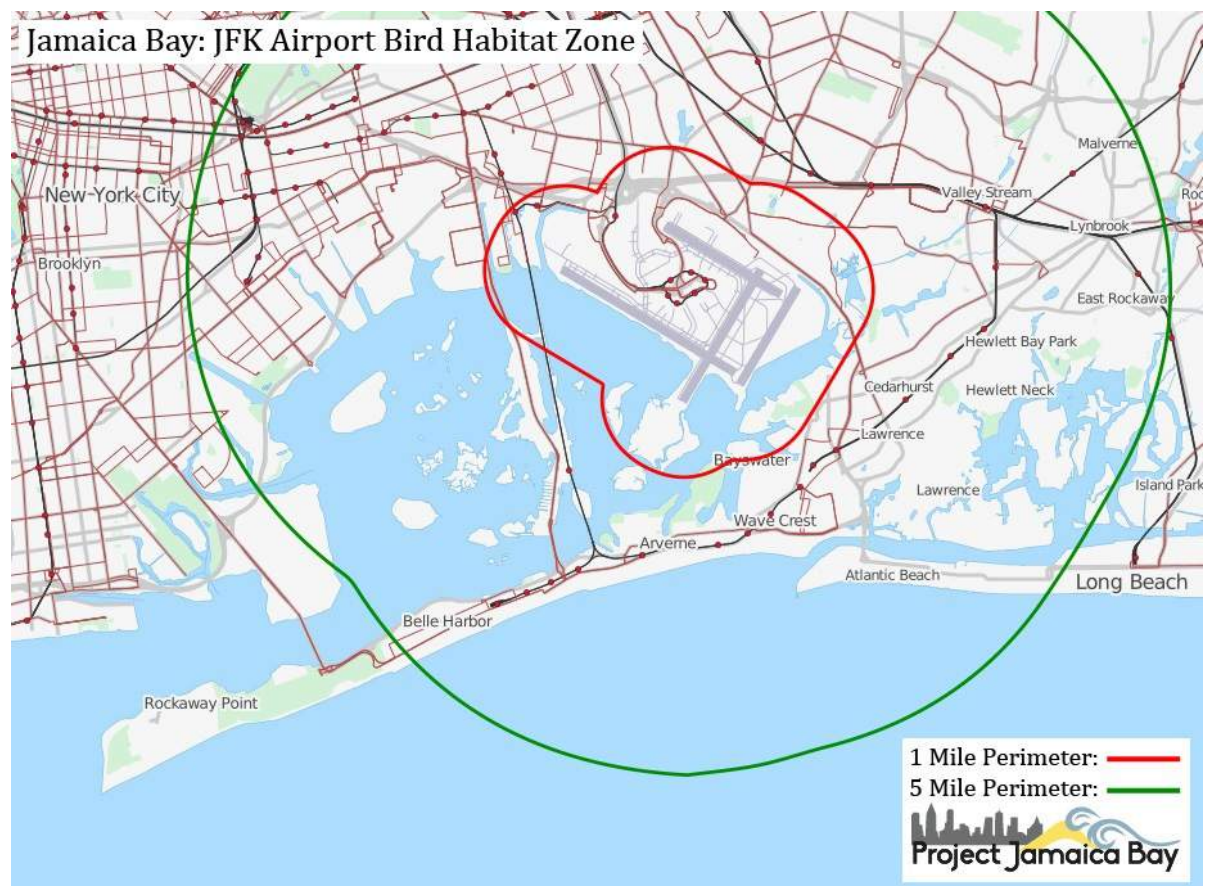 Jamaica Bay: JFK Airport Bird Habitat Zone
Malverne
New York City
Valley Stream
Lynbrook
Brooklyn
East Rockaway
Hewlett Bay Park
Cedarhurst
Hewlett Neck
Lawrence
Bayswater
Lawrence
Island Park
Wave Crest
Arverne
Atlantic Beach
Long Beach
Belle Harbor
Rockaway Point
1 Mile Perimeter:
5 Mile Perimeter:
Project Jamaica Bay